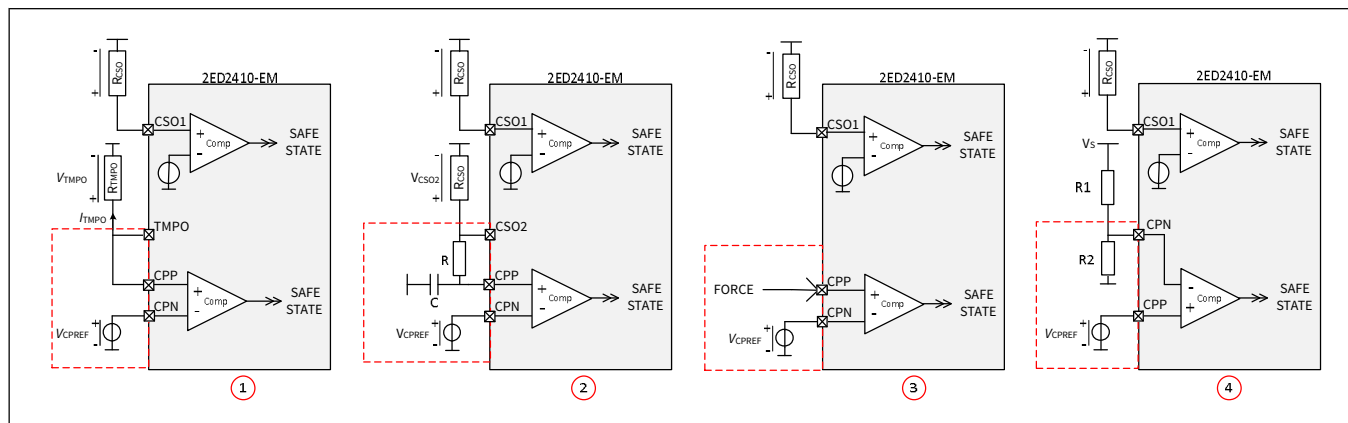 2ED2410-EM
-
RCSO
+
CSO1
+
-
Comp
SAFE
STATE
-
VTMPO
RTMPO
+
ITMPO
TMPO
CPP
+
-
Comp
SAFE
STATE
CPN
+
VCPREF
-
1
2ED2410-EM
-
RCSO
+
CSO1
+
-
Comp
SAFE
STATE
-
VCSO2
RCSO
+
CSO2
R
C
CPP
+
-
Comp
SAFE
STATE
CPN
+
VCPREF
-
2
2ED2410-EM
-
RCSO
+
CSO1
+
-
Comp
SAFE
STATE
FORCE
CPP
+
-
Comp
SAFE
STATE
CPN
+
VCPREF
-
3
2ED2410-EM
-
RCSO
+
CSO1
+
-
Comp
SAFE
STATE
VS
R1
CPN
R2
-
+
Comp
SAFE
STATE
CPP
+
VCPREF
-
4